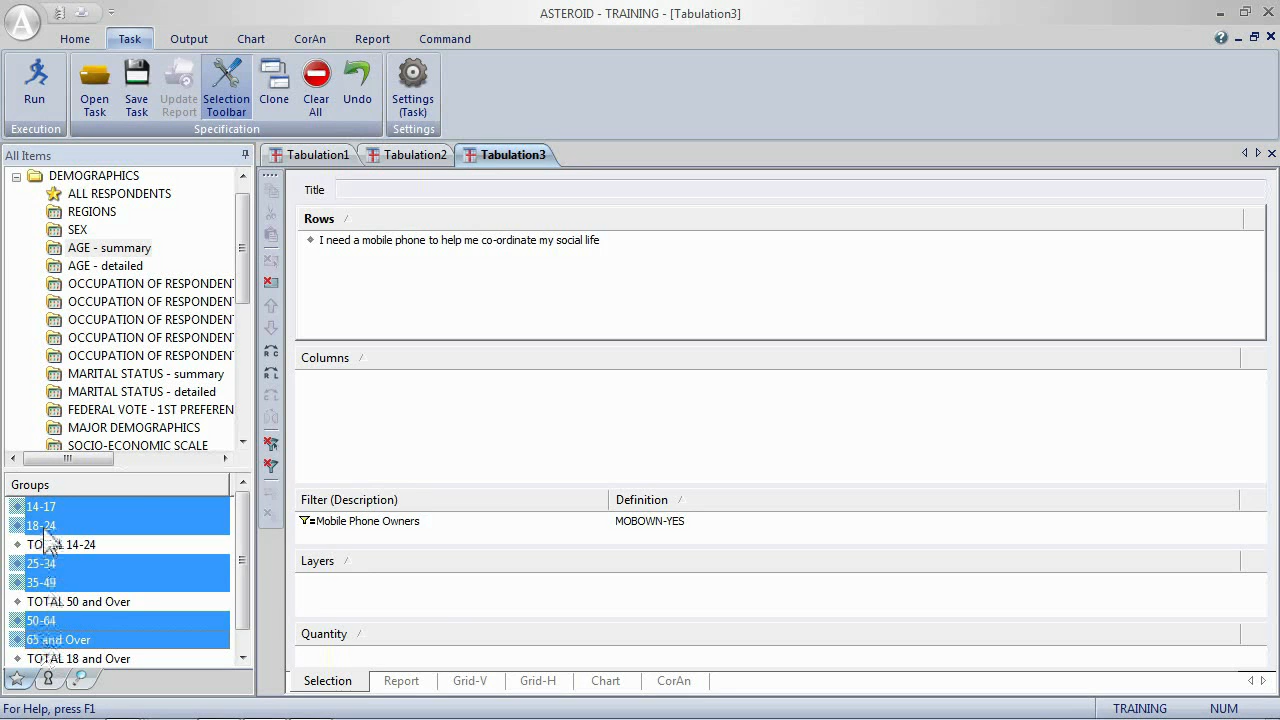 ASTEROID - TRAINING - [Tabulation3]
Home Task Output Chart CorAn Report Command
Run
Open Task
Save Task
Update Report
Selection Toolbar
Clone
Clear All
Undo
Settings (Task)
Execution Specification Settings
All Items
DEMOGRAPHICS
ALL RESPONDENTS
REGIONS
SEX
AGE - summary
AGE - detailed
OCCUPATION OF RESPONDENT
OCCUPATION OF RESPONDENT
OCCUPATION OF RESPONDENT
OCCUPATION OF RESPONDENT
OCCUPATION OF RESPONDENT
MARITAL STATUS - summary
MARITAL STATUS - detailed
FEDERAL VOTE - 1ST PREFEREN
MAJOR DEMOGRAPHICS
SOCIO-ECONOMIC SCALE
Groups
14-17
18-24
TOTAL 14-24
25-34
35-49
TOTAL 50 and Over
50-64
65 and Over
TOTAL 18 and Over
Tabulation1 Tabulation2 Tabulation3
Title
Rows
I need a mobile phone to help me co-ordinate my social life
Columns
Filter (Description) Definition
=Mobile Phone Owners MOBOWN-YES
Layers
Quantity
Selection Report Grid-V Grid-H Chart CorAn
For Help, press F1 TRAINING NUM